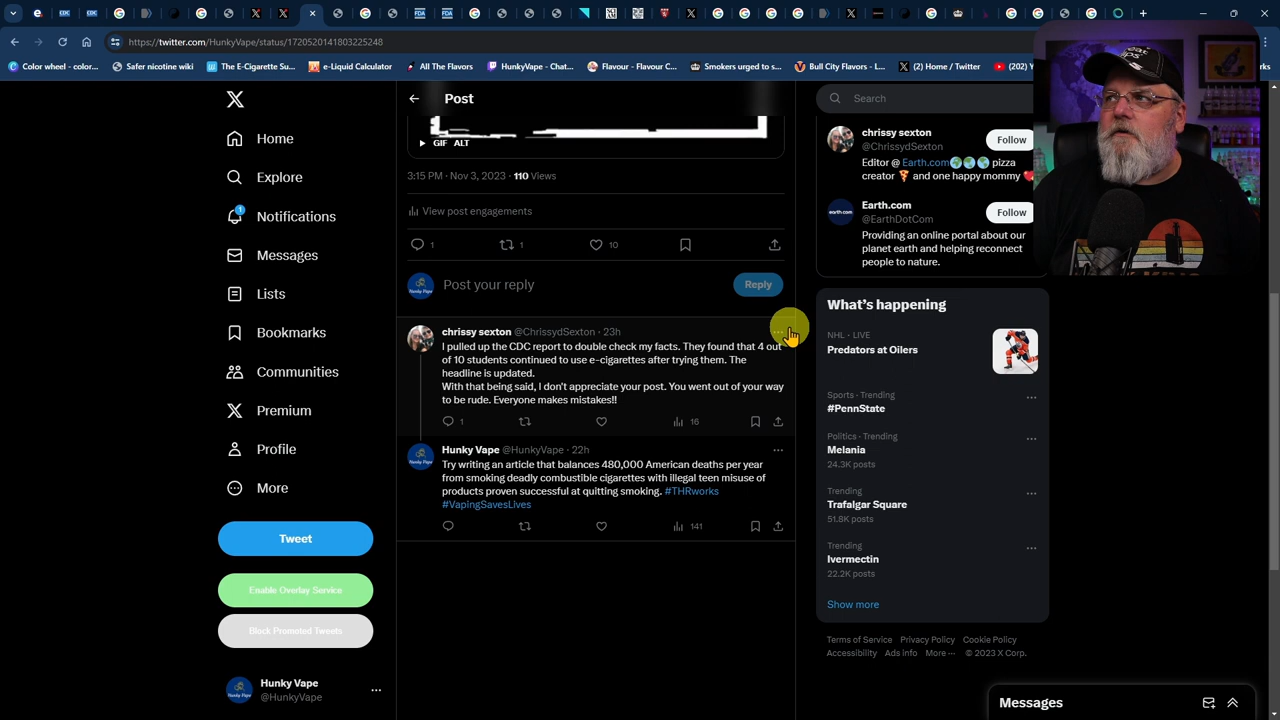 https://twitter.com/HunkyVape/status/1720520141803225248
Color wheel - color...
Safer nicotine wiki
The E-Cigarette Su...
e-Liquid Calculator
All The Flavors
HunkyVape - Chat...
Flavour - Flavour C...
Smokers urged to s...
Bull City Flavors - L...
(2) Home / Twitter
(202) Y
ks
Home
Explore
1
Notifications
Messages
Lists
Bookmarks
Communities
Premium
Profile
More
Tweet
Enable Overlay Service
Block Promoted Tweets
Hunky Vape
@HunkyVape
Post
GIF ALT
3:15 PM · Nov 3, 2023 · 110 Views
View post engagements
1 1 10
Post your reply
Reply
chrissy sexton @ChrissydSexton · 23h
I pulled up the CDC report to double check my facts. They found that 4 out
of 10 students continued to use e-cigarettes after trying them. The
headline is updated.
With that being said, I don't appreciate your post. You went out of your way
to be rude. Everyone makes mistakes!!
1 16
Hunky Vape @HunkyVape · 22h
Try writing an article that balances 480,000 American deaths per year
from smoking deadly combustible cigarettes with illegal teen misuse of
products proven successful at quitting smoking. #THRworks
#VapingSavesLives
141
Search
chrissy sexton
@ChrissydSexton
Follow
Editor @ Earth.com🌍🌍🌍 pizza
creator 🍕 and one happy mommy ❤️
Earth.com
@EarthDotCom
Follow
Providing an online portal about our
planet earth and helping reconnect
people to nature.
What's happening
NHL · LIVE
Predators at Oilers
Sports · Trending
#PennState
Politics · Trending
Melania
24.3K posts
Trending
Trafalgar Square
51.8K posts
Trending
Ivermectin
22.2K posts
Show more
Terms of Service Privacy Policy Cookie Policy
Accessibility Ads info More ··· © 2023 X Corp.
Messages